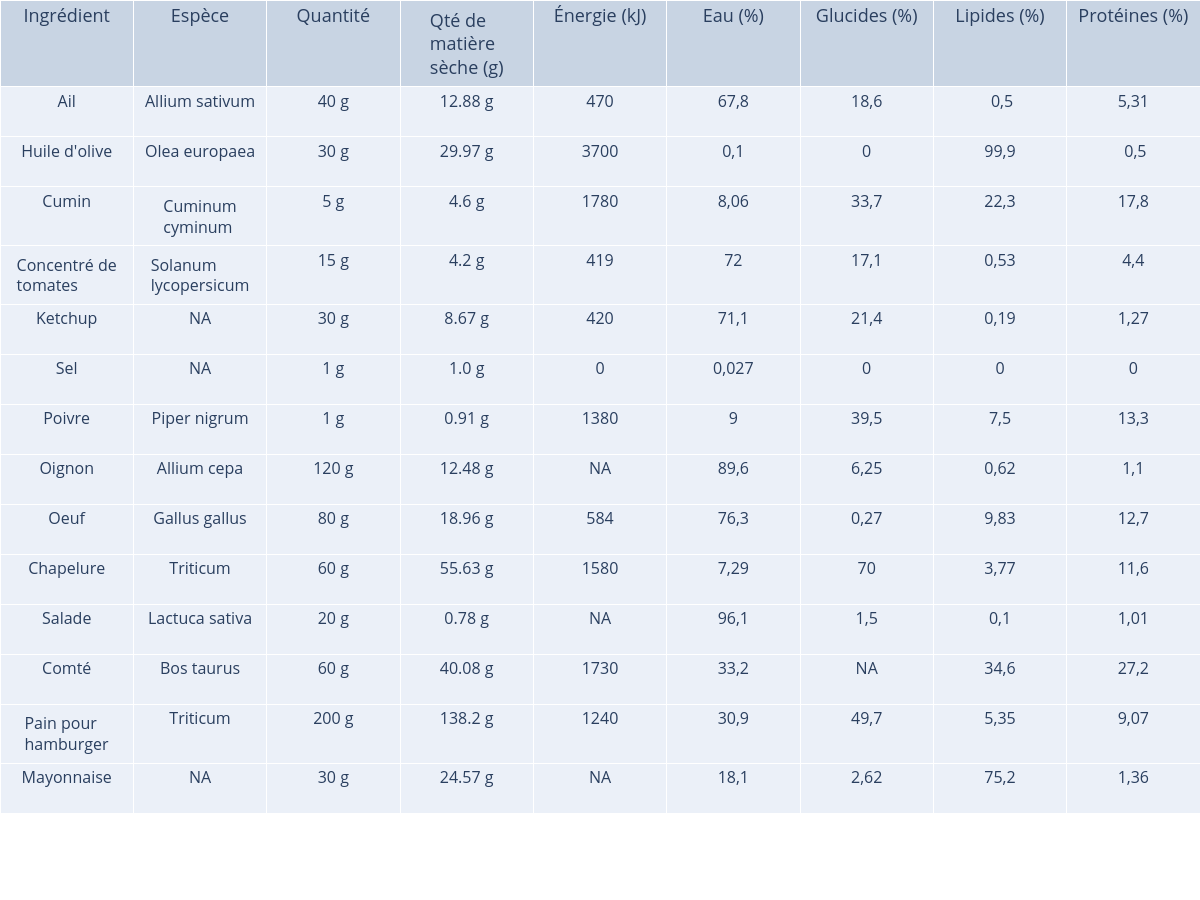 Ingrédient Espèce Quantité Qté de matière sèche (g) Énergie (kJ) Eau (%) Glucides (%) Lipides (%) Protéines (%)
Ail Allium sativum 40 g 12.88 g 470 67,8 18,6 0,5 5,31
Huile d'olive Olea europaea 30 g 29.97 g 3700 0,1 0 99,9 0,5
Cumin Cuminum cyminum 5 g 4.6 g 1780 8,06 33,7 22,3 17,8
Concentré de tomates Solanum lycopersicum 15 g 4.2 g 419 72 17,1 0,53 4,4
Ketchup NA 30 g 8.67 g 420 71,1 21,4 0,19 1,27
Sel NA 1 g 1.0 g 0 0,027 0 0 0
Poivre Piper nigrum 1 g 0.91 g 1380 9 39,5 7,5 13,3
Oignon Allium cepa 120 g 12.48 g NA 89,6 6,25 0,62 1,1
Oeuf Gallus gallus 80 g 18.96 g 584 76,3 0,27 9,83 12,7
Chapelure Triticum 60 g 55.63 g 1580 7,29 70 3,77 11,6
Salade Lactuca sativa 20 g 0.78 g NA 96,1 1,5 0,1 1,01
Comté Bos taurus 60 g 40.08 g 1730 33,2 NA 34,6 27,2
Pain pour hamburger Triticum 200 g 138.2 g 1240 30,9 49,7 5,35 9,07
Mayonnaise NA 30 g 24.57 g NA 18,1 2,62 75,2 1,36